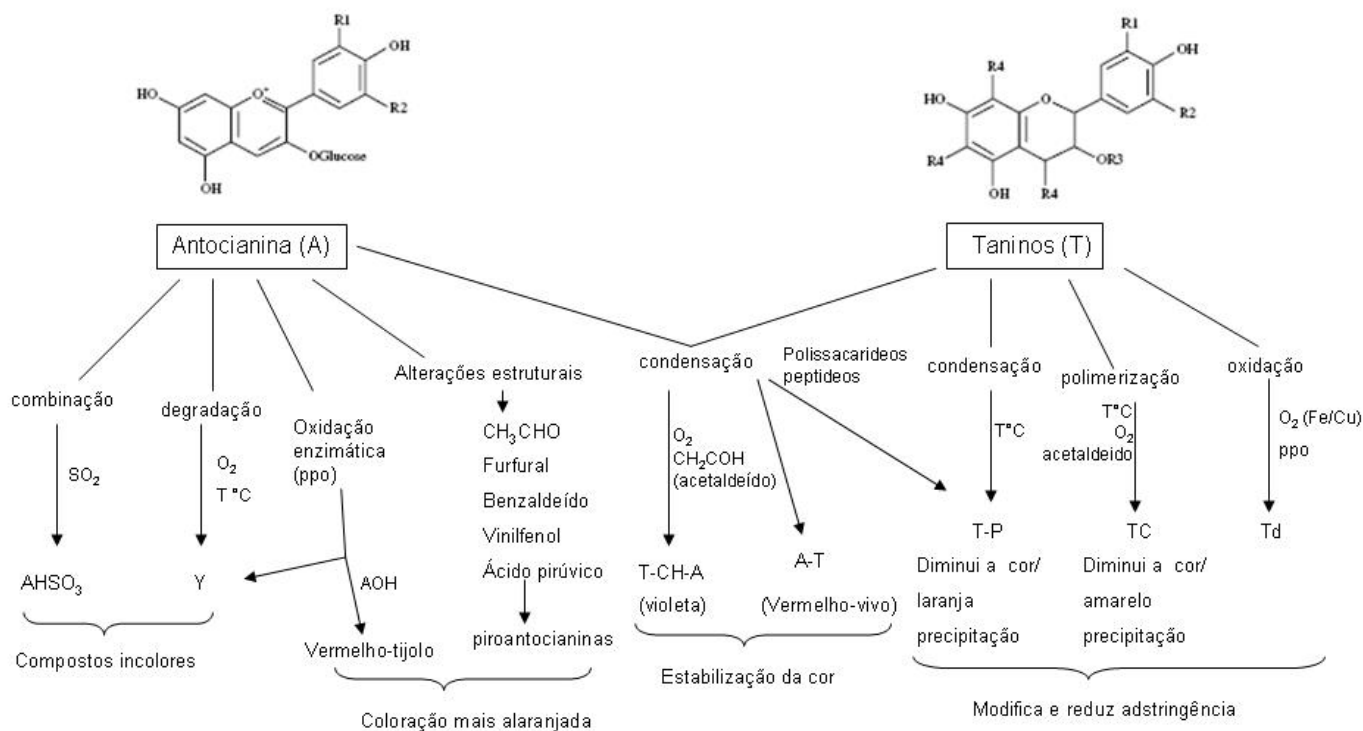 R1
OH
HO
O⁺
R2
OGlucose
OH
R1
OH
R4
HO
O
R2
R4
OR3
OH
R4
Antocianina (A)
Taninos (T)
combinação
SO₂
AHSO₃
degradação
O₂
T °C
Y
Compostos incolores
Oxidação
enzimática
(ppo)
AOH
Vermelho-tijolo
Alterações estruturais
CH₃CHO
Furfural
Benzaldeído
Vinilfenol
Ácido pirúvico
piroantocianinas
Coloração mais alaranjada
condensação
O₂
CH₂COH
(acetaldeído)
T-CH-A
(violeta)
A-T
(Vermelho-vivo)
Estabilização da cor
Polissacarideos
peptideos
condensação
T°C
T-P
Diminui a cor/
laranja
precipitação
polimerização
T°C
O₂
acetaldeido
TC
Diminui a cor/
amarelo
precipitação
oxidação
O₂ (Fe/Cu)
ppo
Td
Modifica e reduz adstringência